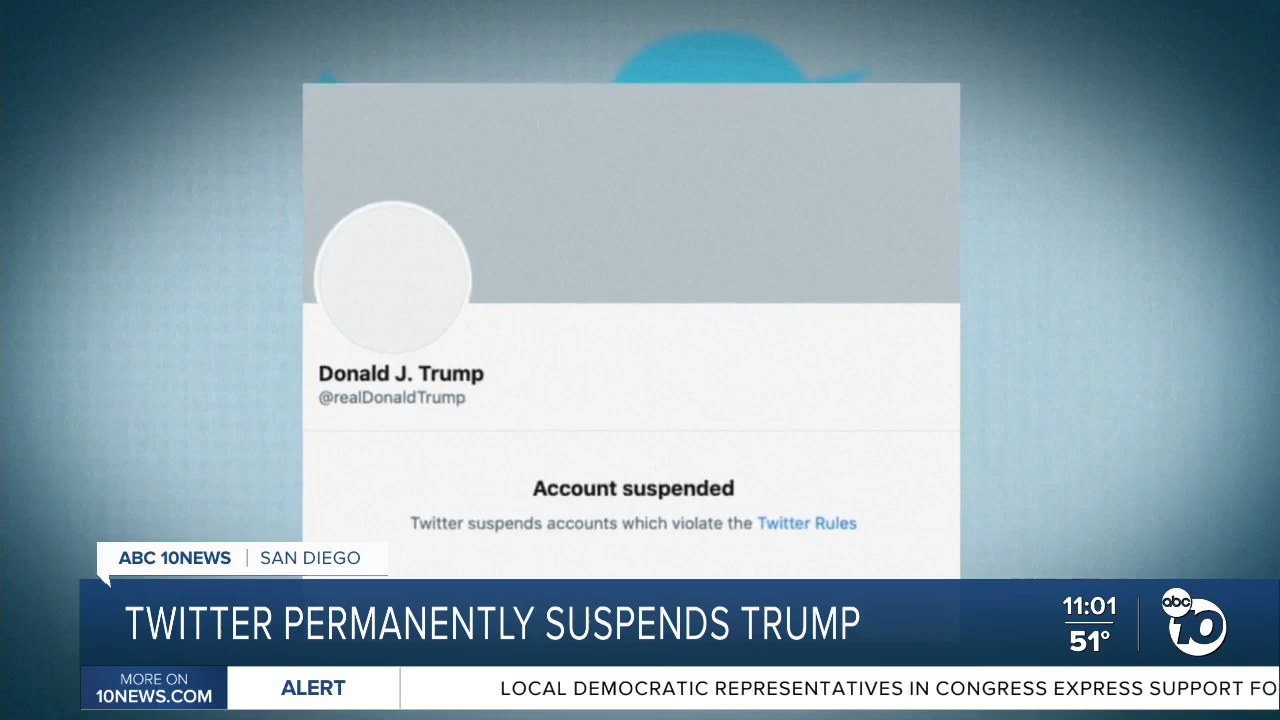 Donald J. Trump
@realDonaldTrump
Account suspended
Twitter suspends accounts which violate the Twitter Rules
ABC 10NEWS | SAN DIEGO
TWITTER PERMANENTLY SUSPENDS TRUMP
11:01
51°
abc
10
MORE ON
10NEWS.COM
ALERT
LOCAL DEMOCRATIC REPRESENTATIVES IN CONGRESS EXPRESS SUPPORT FO